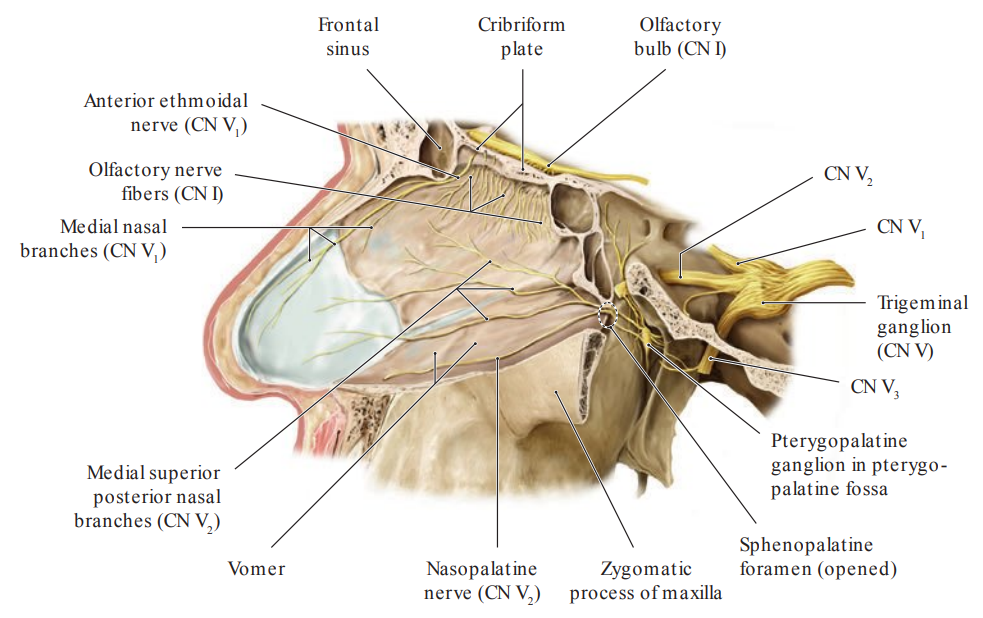 Frontal
sinus
Cribriform
plate
Olfactory
bulb (CN I)
Anterior ethmoidal
nerve (CN V₁)
Olfactory nerve
fibers (CN I)
Medial nasal
branches (CN V₁)
CN V₂
CN V₁
Trigeminal
ganglion
(CN V)
CN V₃
Pterygopalatine
ganglion in pterygo-
palatine fossa
Medial superior
posterior nasal
branches (CN V₂)
Sphenopalatine
foramen (opened)
Vomer
Nasopalatine
nerve (CN V₂)
Zygomatic
process of maxilla